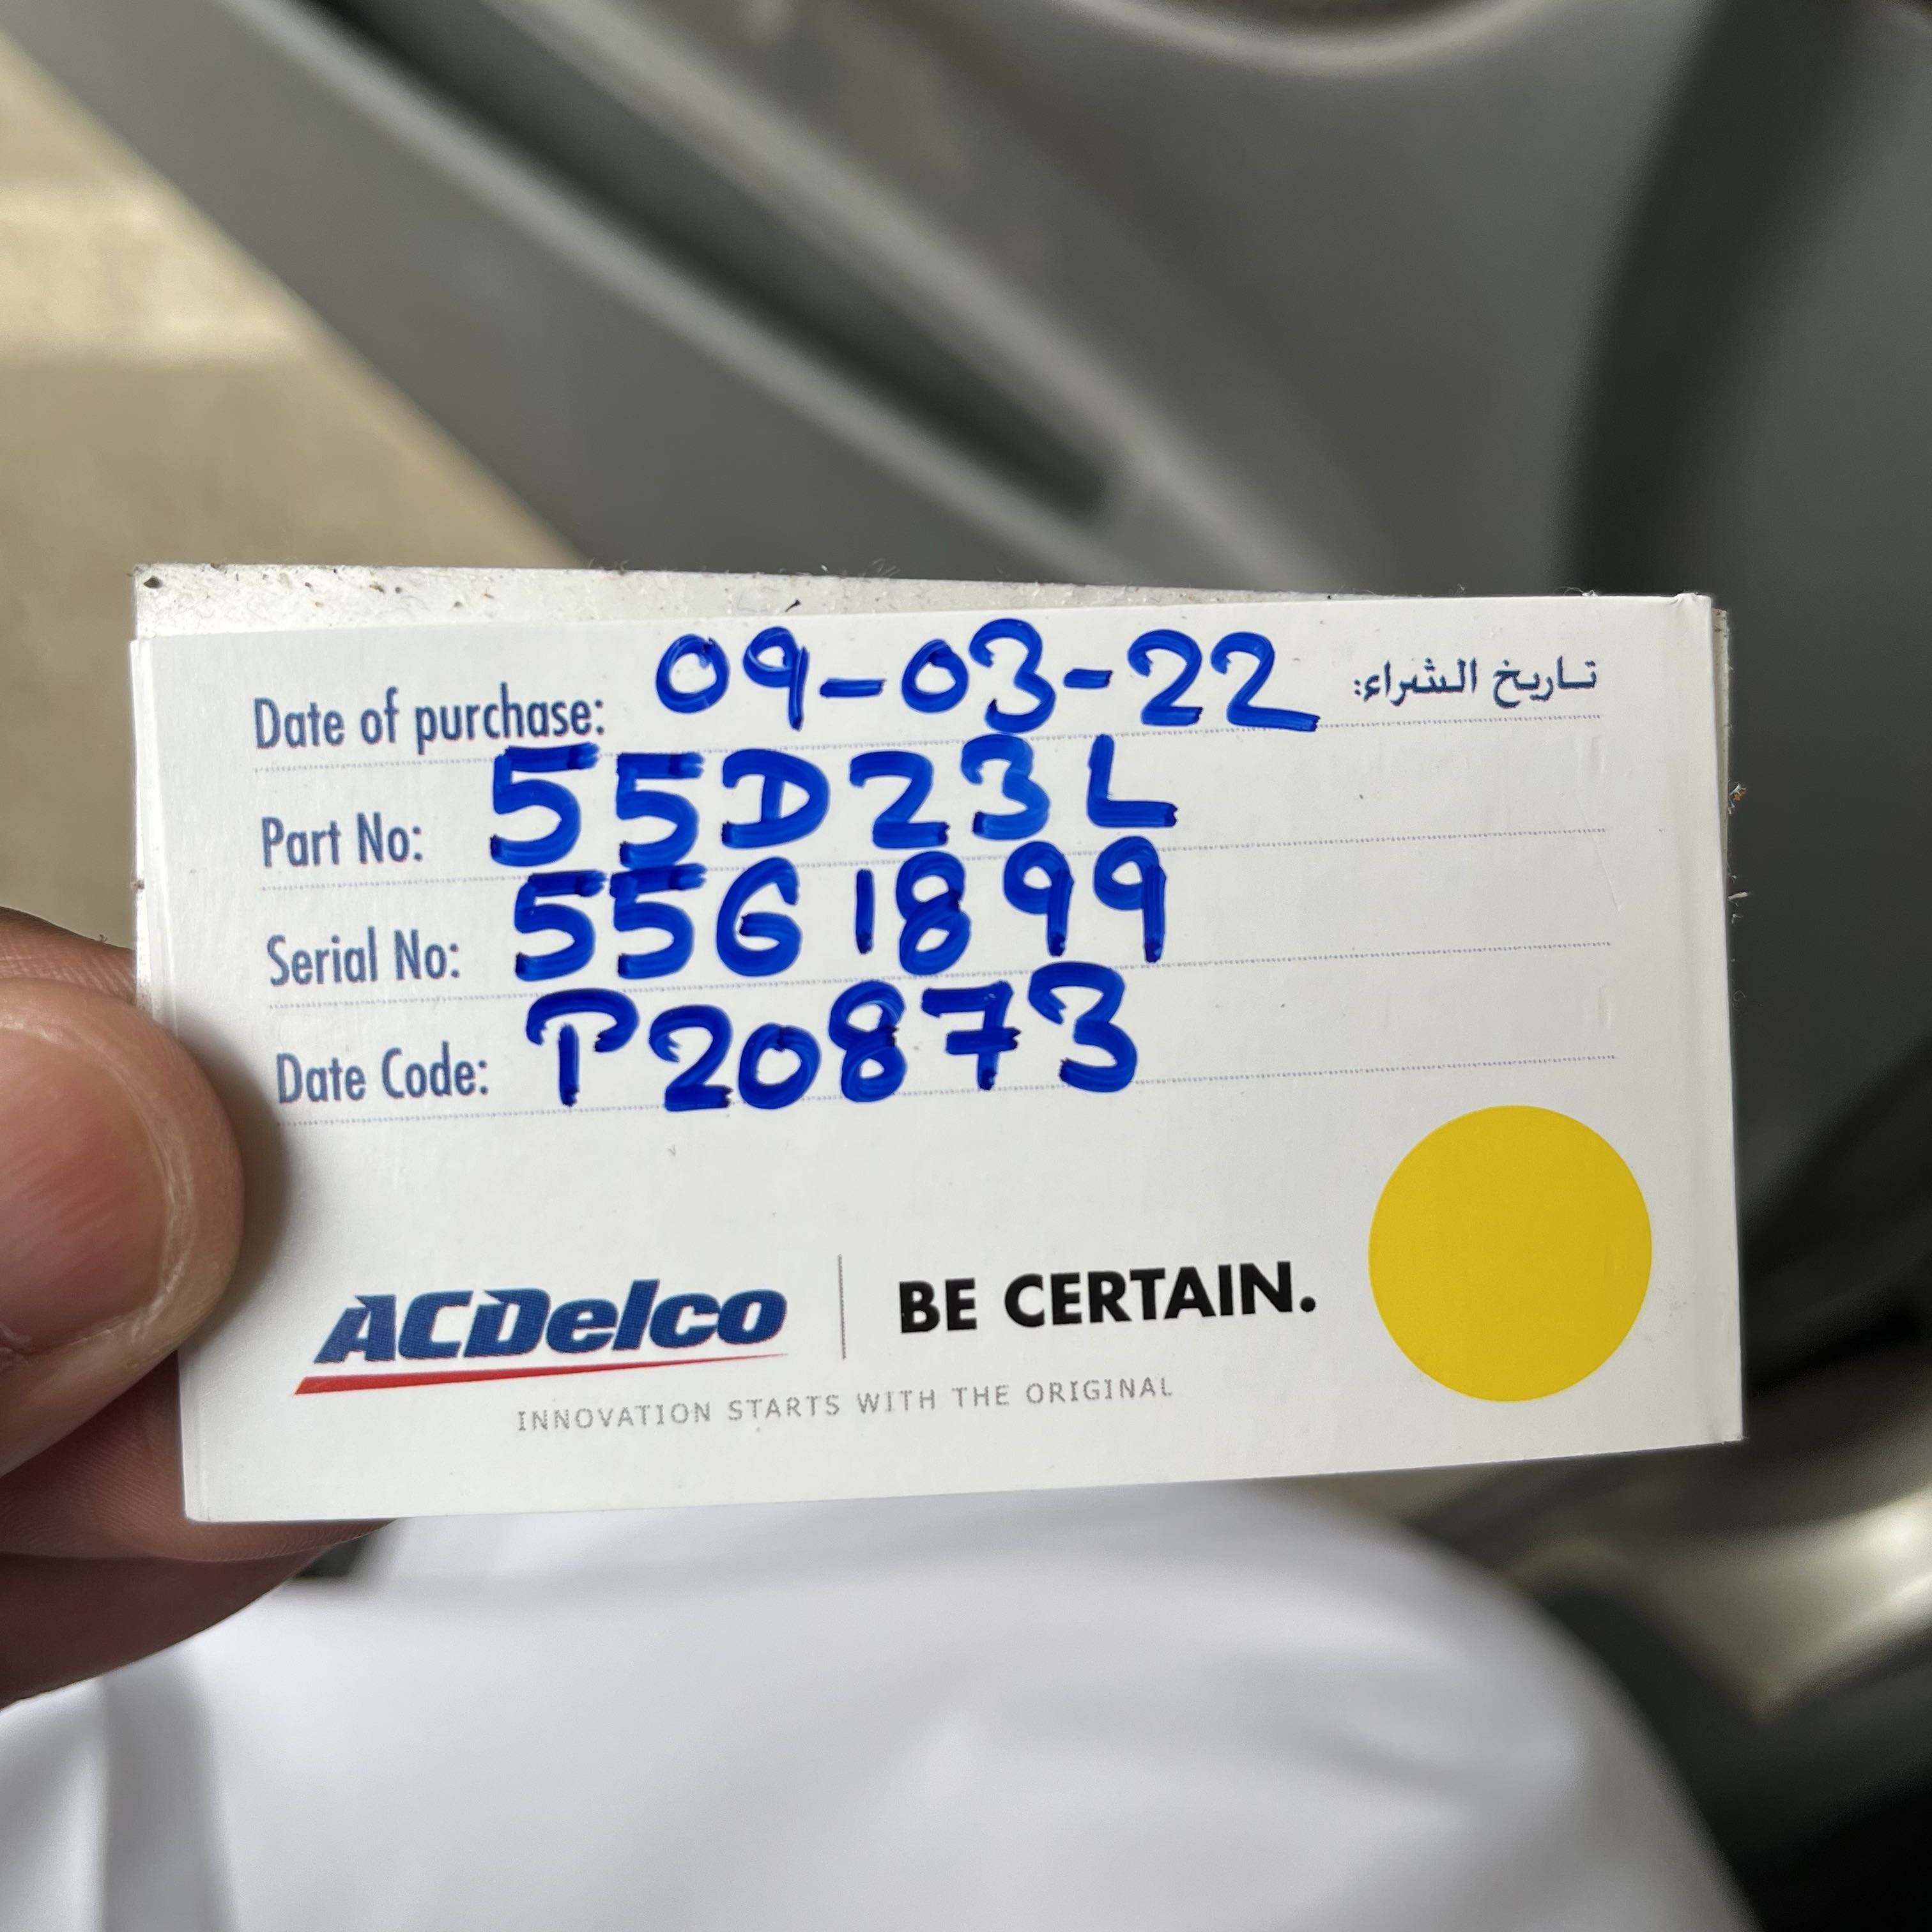 Date of purchase: 09-03-22 تاريخ الشراء:
Part No: 55D23L
Serial No: 55G1899
Date Code: P20873
ACDelco BE CERTAIN.
INNOVATION STARTS WITH THE ORIGINAL